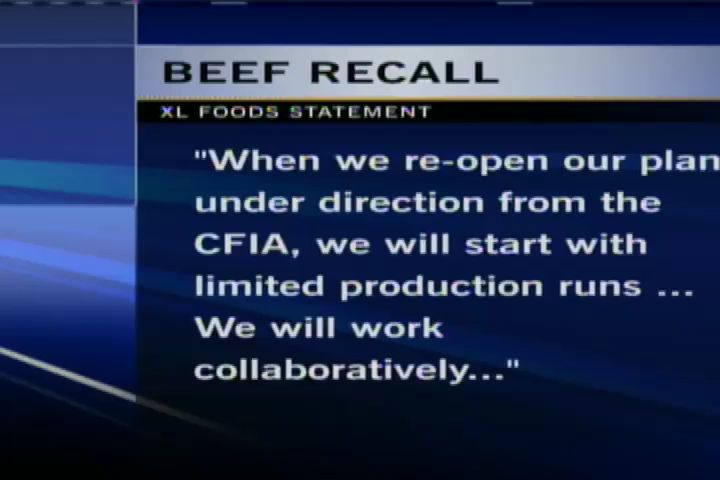 BEEF RECALL
XL FOODS STATEMENT
"When we re-open our plan
under direction from the
CFIA, we will start with
limited production runs ...
We will work
collaboratively..."